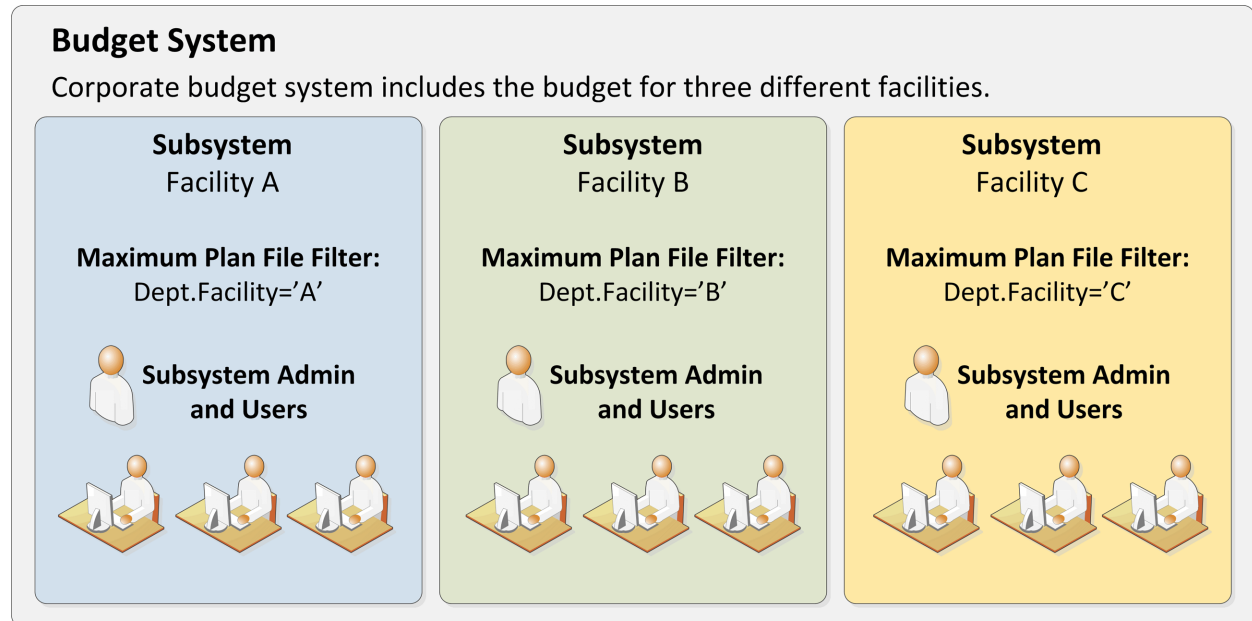 Budget System
Corporate budget system includes the budget for three different facilities.
Subsystem
Facility A
Maximum Plan File Filter:
Dept.Facility=’A’
Subsystem Admin
and Users
Subsystem
Facility B
Maximum Plan File Filter:
Dept.Facility=’B’
Subsystem Admin
and Users
Subsystem
Facility C
Maximum Plan File Filter:
Dept.Facility=’C’
Subsystem Admin
and Users